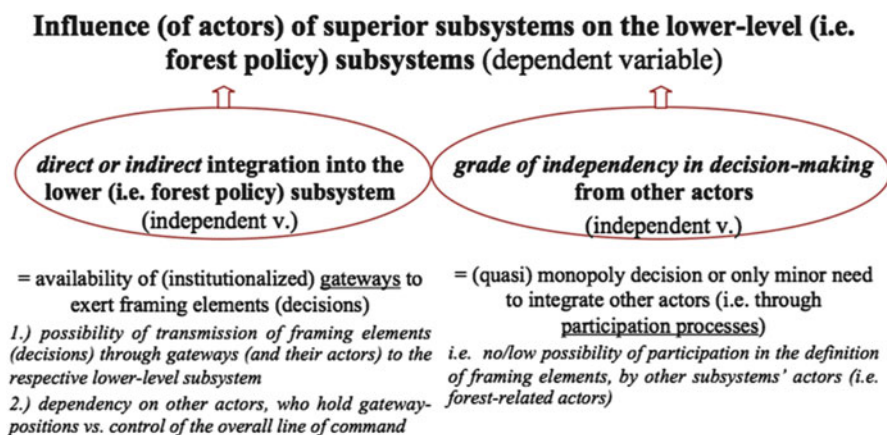 Influence (of actors) of superior subsystems on the lower-level (i.e.
forest policy) subsystems (dependent variable)
direct or indirect integration into the
lower (i.e. forest policy) subsystem
(independent v.)
grade of independency in decision-making
from other actors
(independent v.)
= availability of (institutionalized) gateways to
exert framing elements (decisions)
1.) possibility of transmission of framing elements
(decisions) through gateways (and their actors) to the
respective lower-level subsystem
2.) dependency on other actors, who hold gateway-
positions vs. control of the overall line of command
= (quasi) monopoly decision or only minor need
to integrate other actors (i.e. through
participation processes)
i.e. no/low possibility of participation in the definition
of framing elements, by other subsystems' actors (i.e.
forest-related actors)